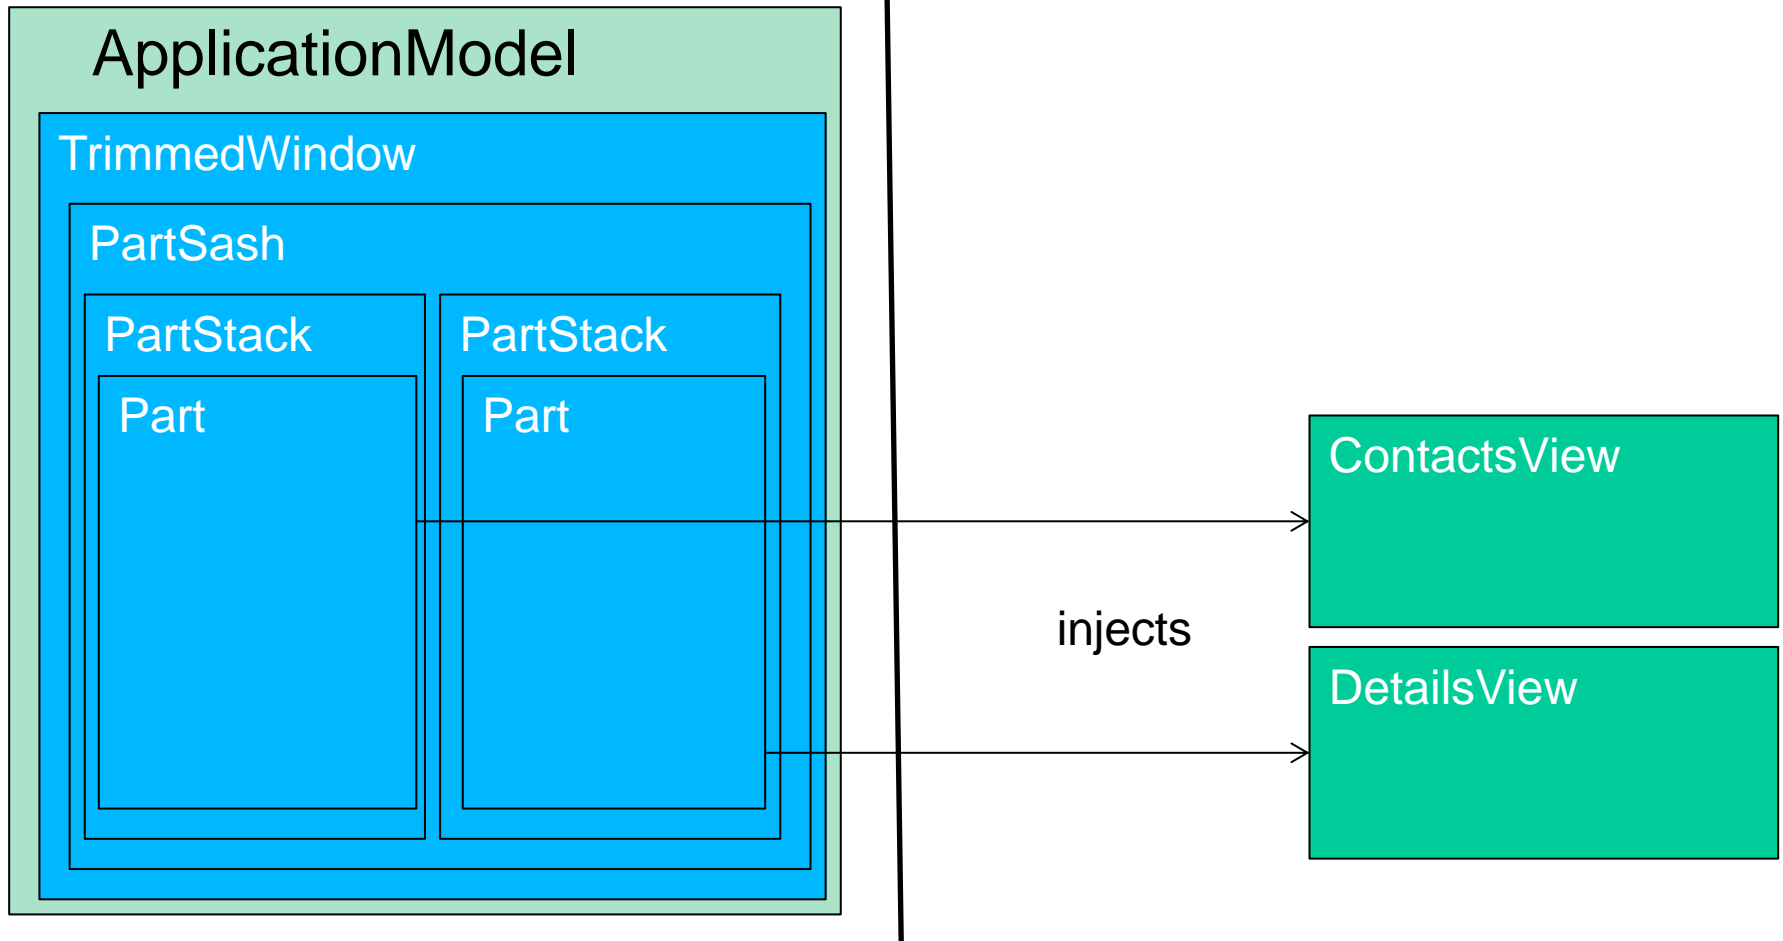 ApplicationModel
TrimmedWindow
PartSash
PartStack
PartStack
Part
Part
ContactsView
injects
DetailsView